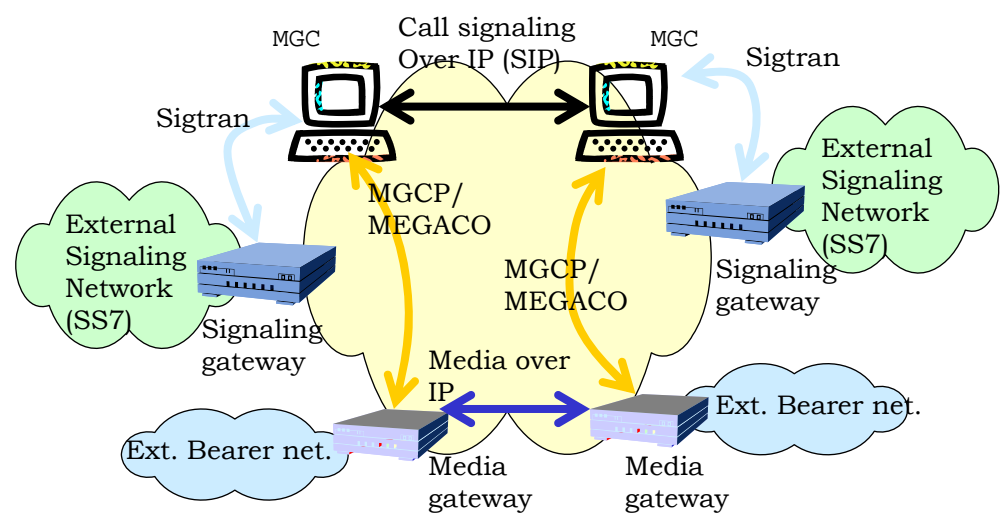 MGC
Call signaling
Over IP (SIP)
MGC
Sigtran
Sigtran
External
Signaling
Network
(SS7)
MGCP/
MEGACO
External
Signaling
Network
(SS7)
MGCP/
MEGACO
Signaling
gateway
Signaling
gateway
Media over
IP
Ext. Bearer net.
Ext. Bearer net.
Media
gateway
Media
gateway